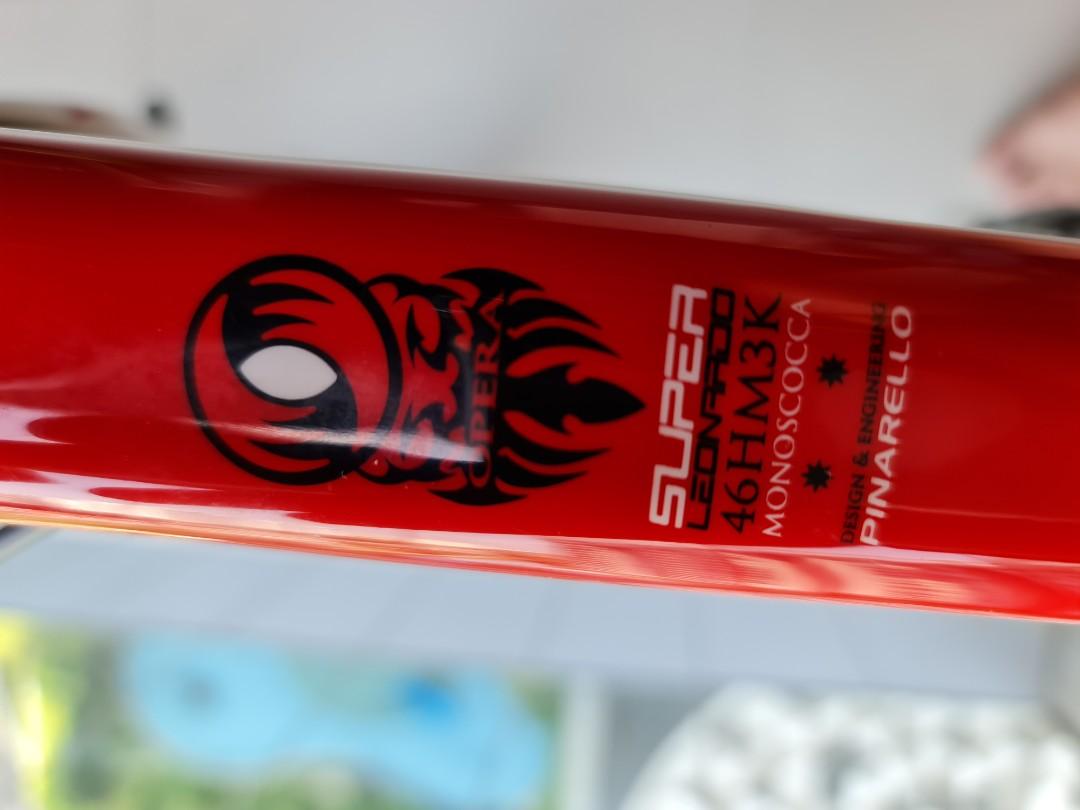 OPERA
SUPER
LEONARDO
46HM3K
MONOSCOCCA
DESIGN & ENGINEERING
PINARELLO